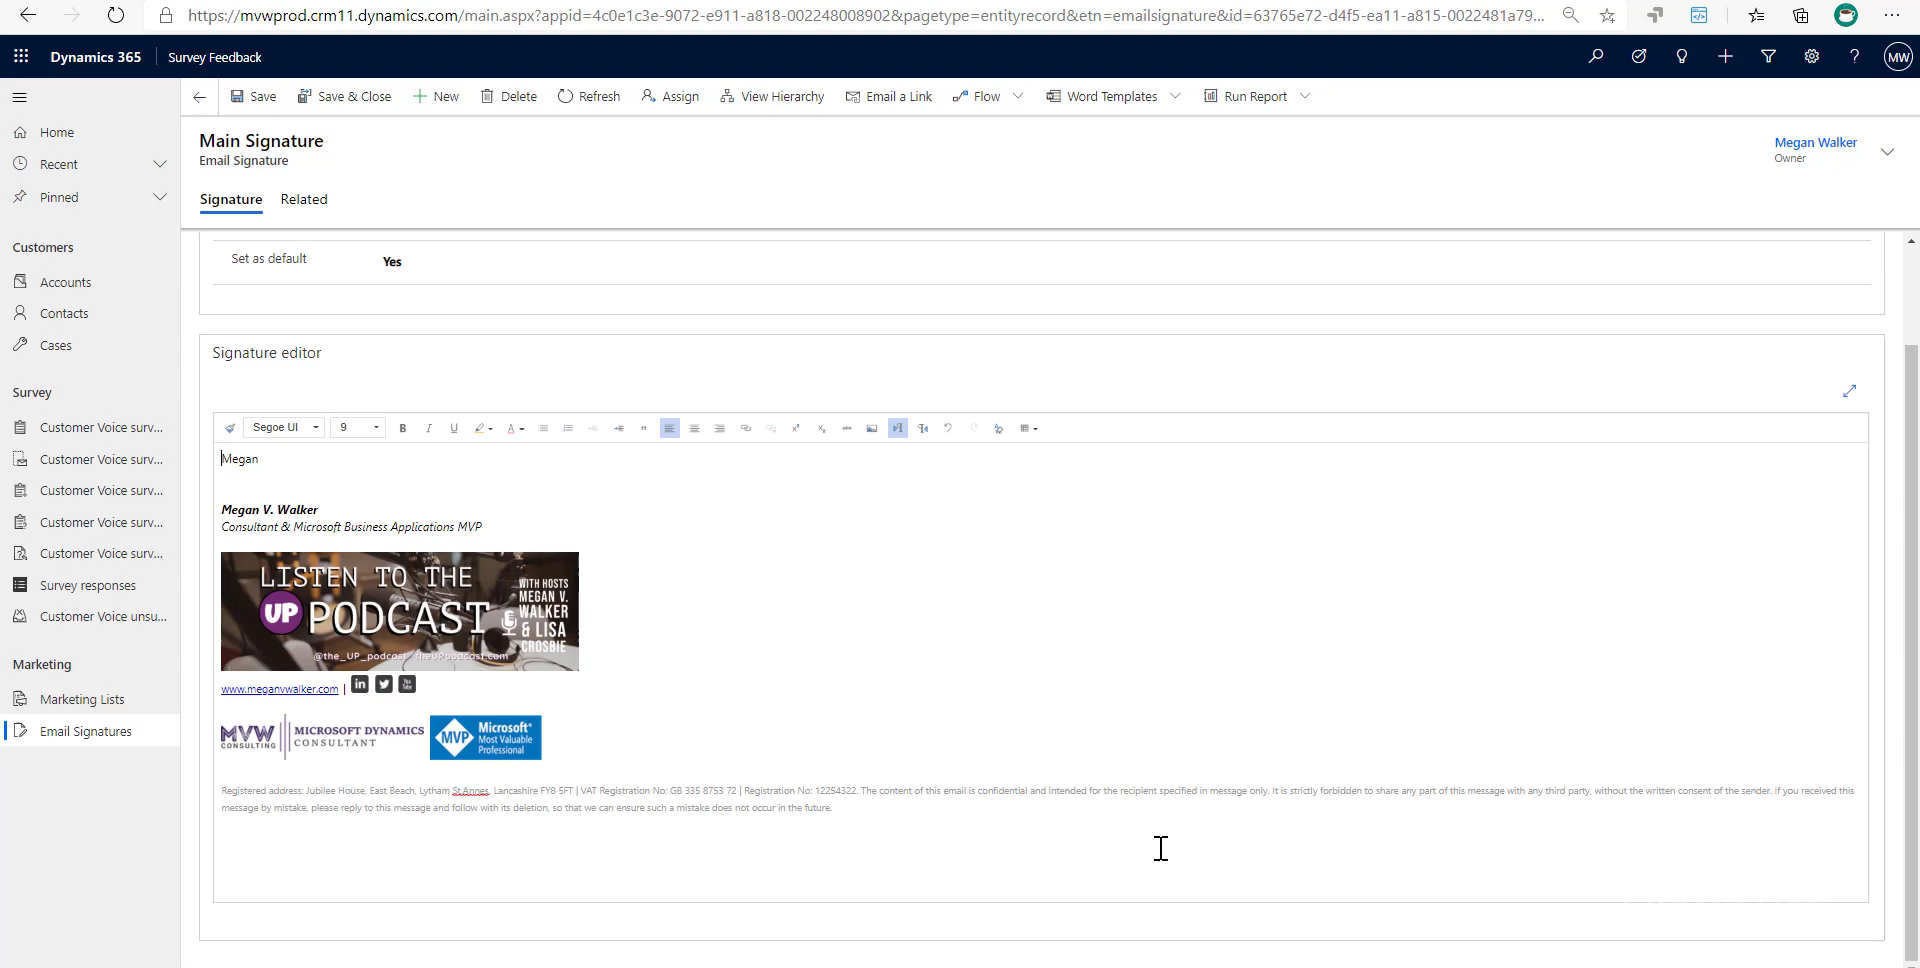 https://mvwprod.crm11.dynamics.com/main.aspx?appid=4c0e1c3e-9072-e911-a818-002248008902&pagetype=entityrecord&etn=emailsignature&id=63765e72-d4f5-ea11-a815-0022481a79...
Dynamics 365 Survey Feedback MW
Save Save & Close New Delete Refresh Assign View Hierarchy Email a Link Flow Word Templates Run Report
Home
Recent
Pinned
Customers
Accounts
Contacts
Cases
Survey
Customer Voice surv...
Customer Voice surv...
Customer Voice surv...
Customer Voice surv...
Customer Voice surv...
Survey responses
Customer Voice unsu...
Marketing
Marketing Lists
Email Signatures
Main Signature
Email Signature
Megan Walker
Owner
Signature Related
Set as default Yes
Signature editor
Segoe UI 9 B I U
Megan
Megan V. Walker
Consultant & Microsoft Business Applications MVP
LISTEN TO THE
UP PODCAST
WITH HOSTS
MEGAN V.
WALKER
& LISA
CROSBIE
@the_UP_podcast theUPpodcast.com
www.meganvwalker.com | in You Tube
MVW CONSULTING MICROSOFT DYNAMICS CONSULTANT
MVP Microsoft® Most Valuable Professional
Registered address: Jubilee House, East Beach, Lytham St.Annes, Lancashire FY8 5FT | VAT Registration No: GB 335 8753 72 | Registration No: 12254322. The content of this email is confidential and intended for the recipient specified in message only. It is strictly forbidden to share any part of this message with any third party, without the written consent of the sender. If you received this
message by mistake, please reply to this message and follow with its deletion, so that we can ensure such a mistake does not occur in the future.